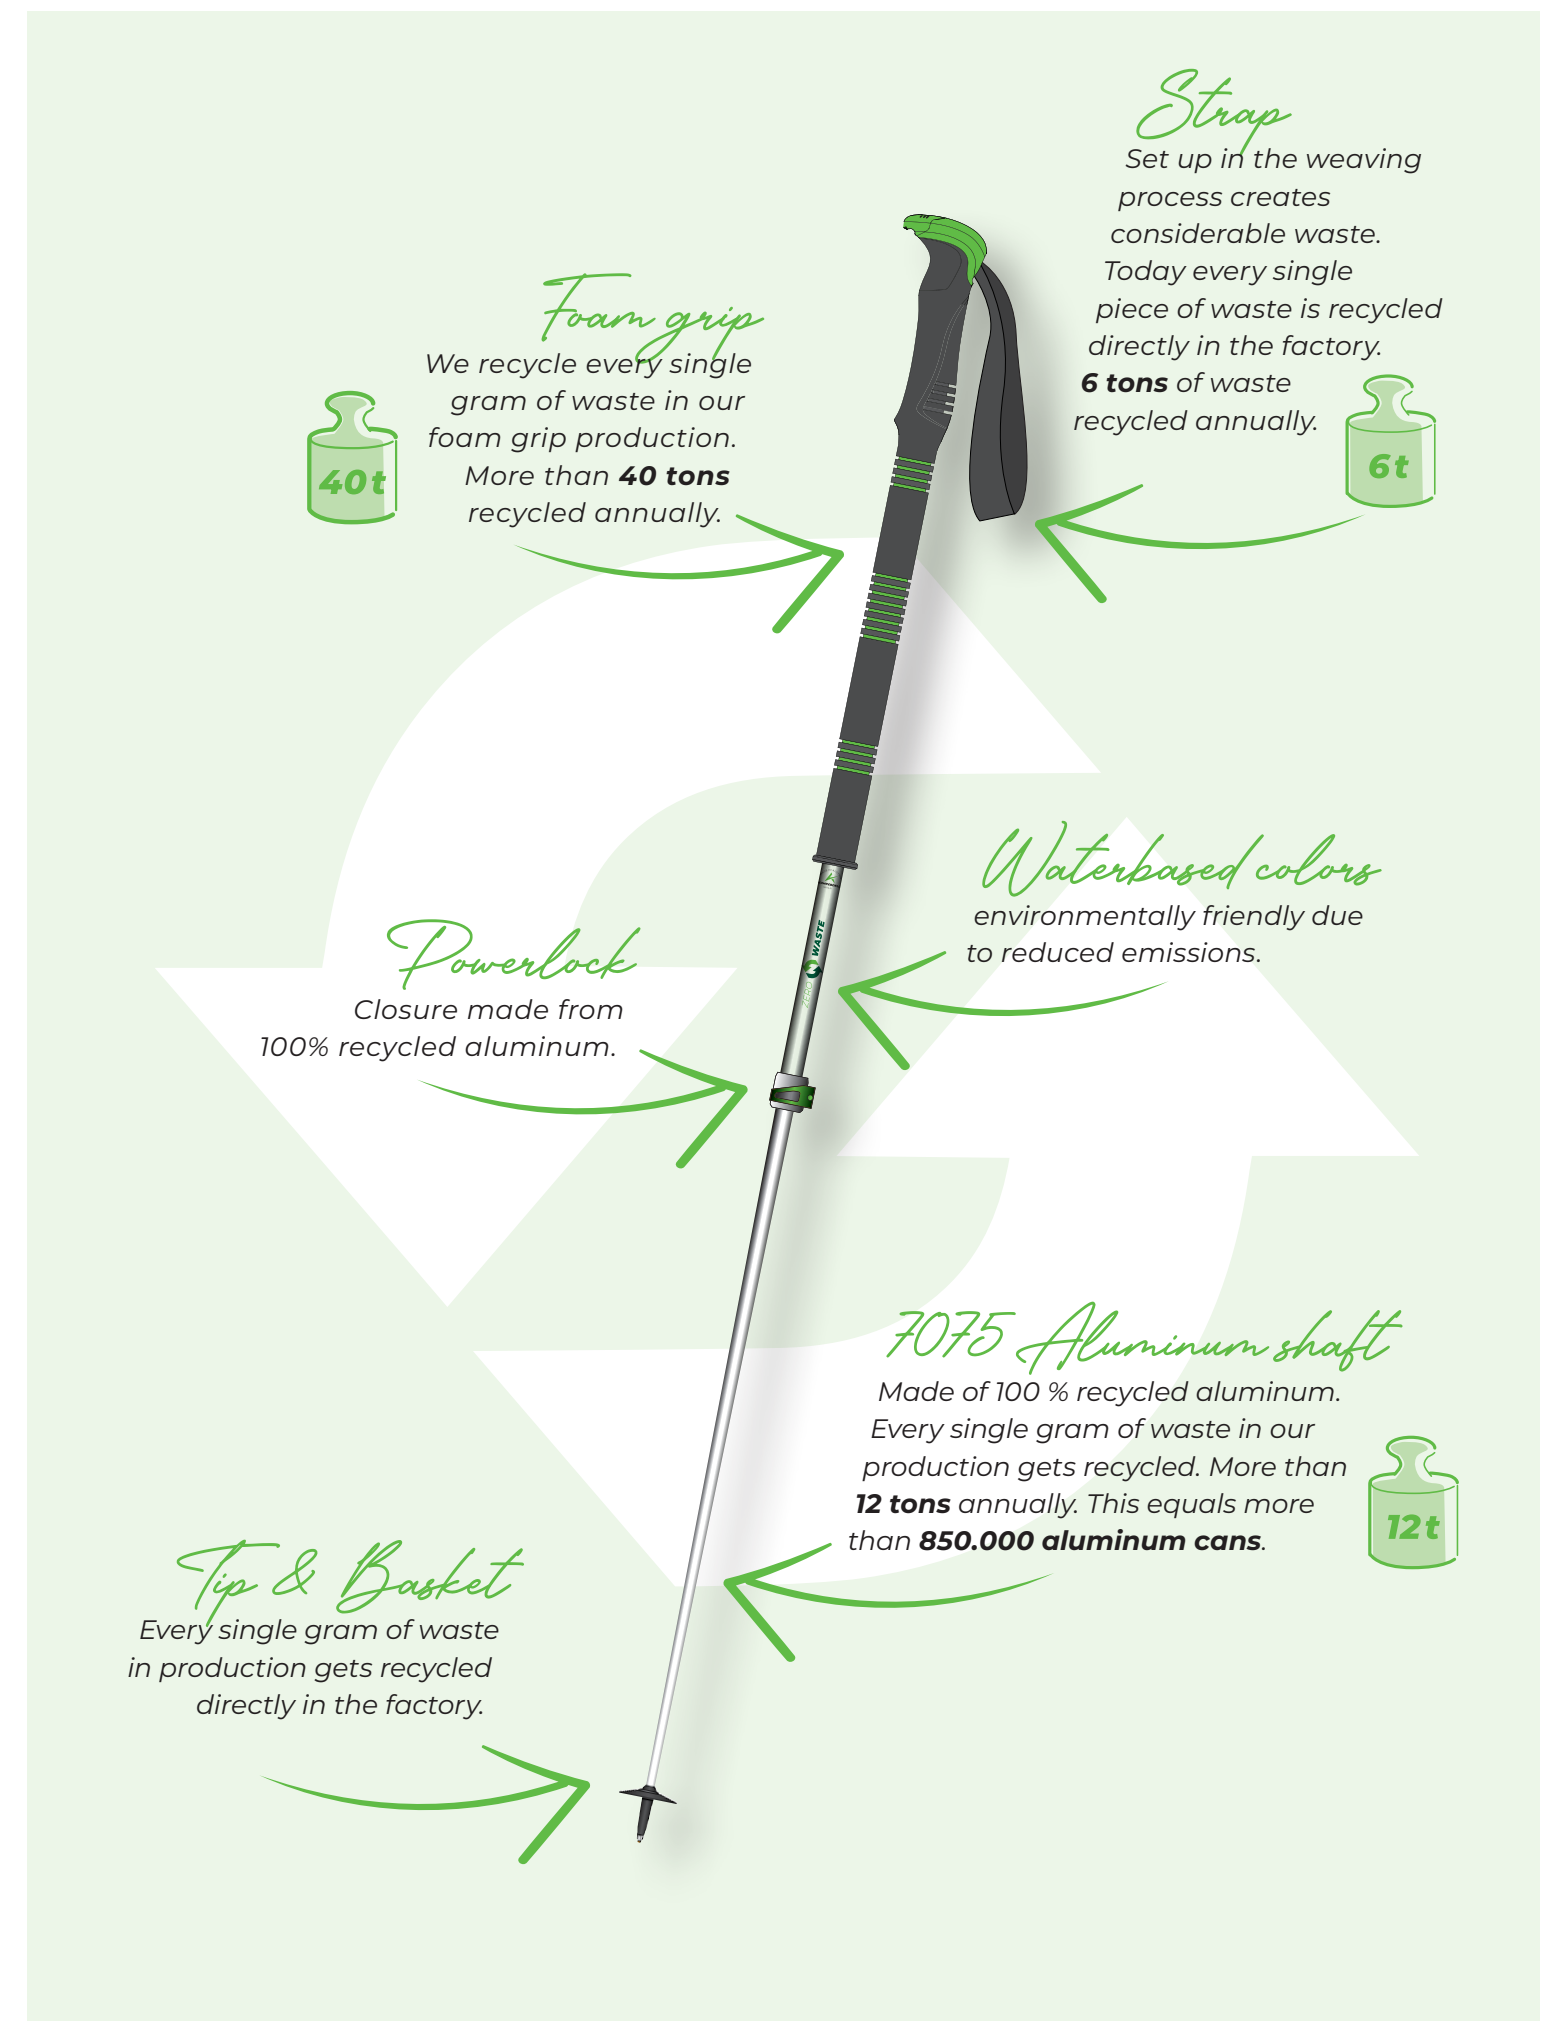 Strap
Set up in the weaving
process creates
considerable waste.
Today every single
piece of waste is recycled
directly in the factory.
6 tons of waste
recycled annually.
6 t
Foam grip
We recycle every single
gram of waste in our
foam grip production.
More than 40 tons
recycled annually.
40 t
Waterbased colors
environmentally friendly due
to reduced emissions.
ZERO WASTE
Powerlock
Closure made from
100% recycled aluminum.
7075 Aluminum shaft
Made of 100 % recycled aluminum.
Every single gram of waste in our
production gets recycled. More than
12 tons annually. This equals more
than 850.000 aluminum cans.
12 t
Tip & Basket
Every single gram of waste
in production gets recycled
directly in the factory.